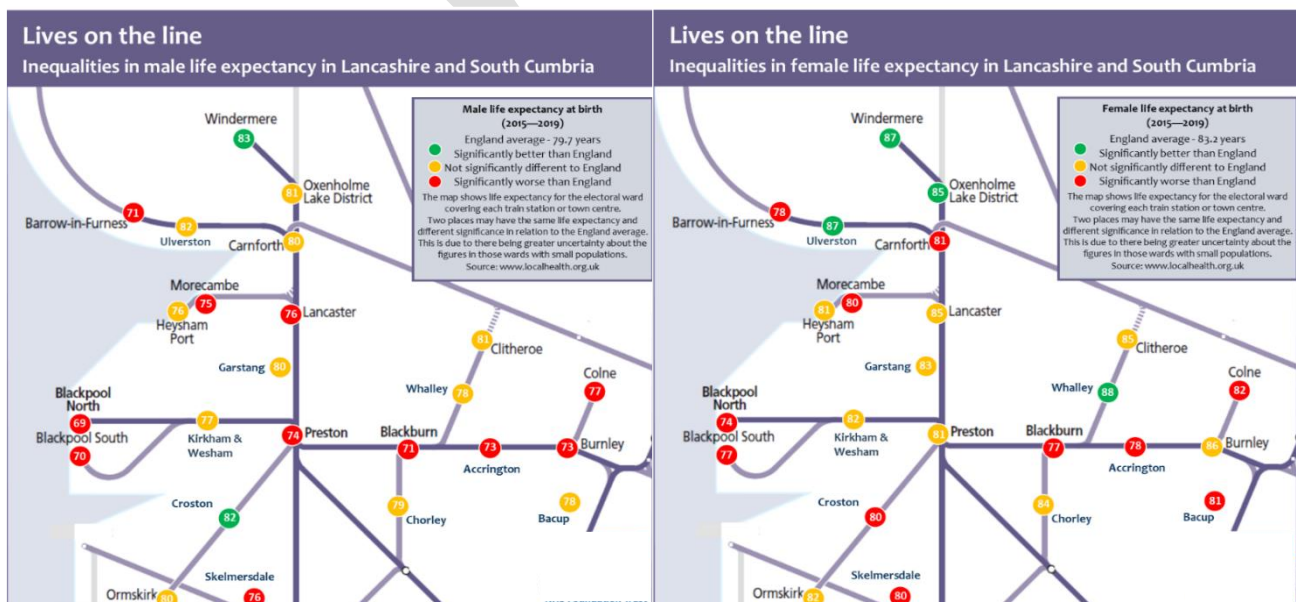 Lives on the line
Inequalities in male life expectancy in Lancashire and South Cumbria
Male life expectancy at birth
(2015—2019)
England average - 79.7 years
Significantly better than England
Not significantly different to England
Significantly worse than England
The map shows life expectancy for the electoral ward
covering each train station or town centre.
Two places may have the same life expectancy and
different significance in relation to the England average.
This is due to there being greater uncertainty about the
figures in those wards with small populations.
Source: www.localhealth.org.uk
Windermere
83
81
Oxenholme
Lake District
71
Barrow-in-Furness
82
Ulverston
Carnforth
80
Morecambe
75
76
Heysham
Port
76
Lancaster
81
Clitheroe
Garstang
80
Whalley
78
Colne
77
Blackpool
North
69
Blackpool South
70
77
Kirkham &
Wesham
74
Preston
Blackburn
71
73
Accrington
73
Burnley
Croston
82
79
Chorley
78
Bacup
Ormskirk
80
Skelmersdale
76
Lives on the line
Inequalities in female life expectancy in Lancashire and South Cumbria
Female life expectancy at birth
(2015—2019)
England average - 83.2 years
Significantly better than England
Not significantly different to England
Significantly worse than England
The map shows life expectancy for the electoral ward
covering each train station or town centre.
Two places may have the same life expectancy and
different significance in relation to the England average.
This is due to there being greater uncertainty about the
figures in those wards with small populations.
Source: www.localhealth.org.uk
Windermere
87
85
Oxenholme
Lake District
78
Barrow-in-Furness
87
Ulverston
Carnforth
81
Morecambe
80
81
Heysham
Port
85
Lancaster
85
Clitheroe
Garstang
83
Whalley
88
Colne
82
Blackpool
North
74
Blackpool South
77
82
Kirkham &
Wesham
81
Preston
Blackburn
77
78
Accrington
86
Burnley
Croston
80
84
Chorley
81
Bacup
Ormskirk
82
Skelmersdale
80